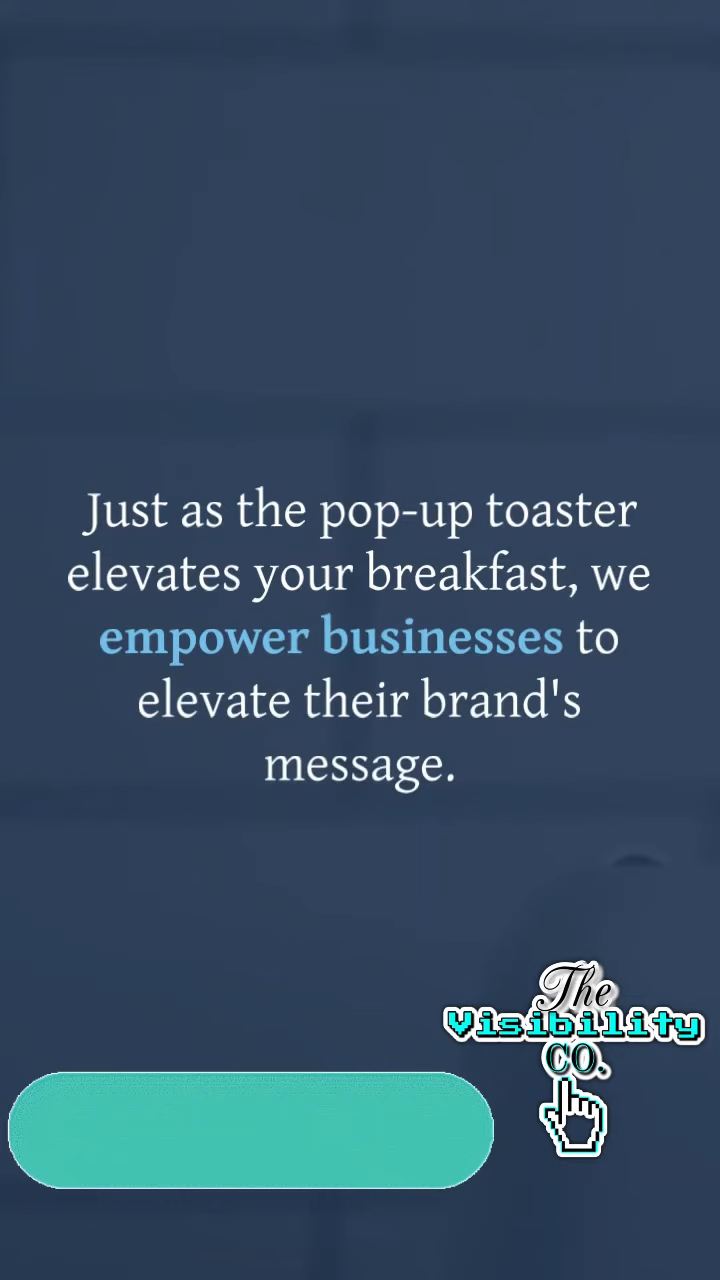 Just as the pop-up toaster
elevates your breakfast, we
empower businesses to
elevate their brand's
message.
The
Visibility
CO.